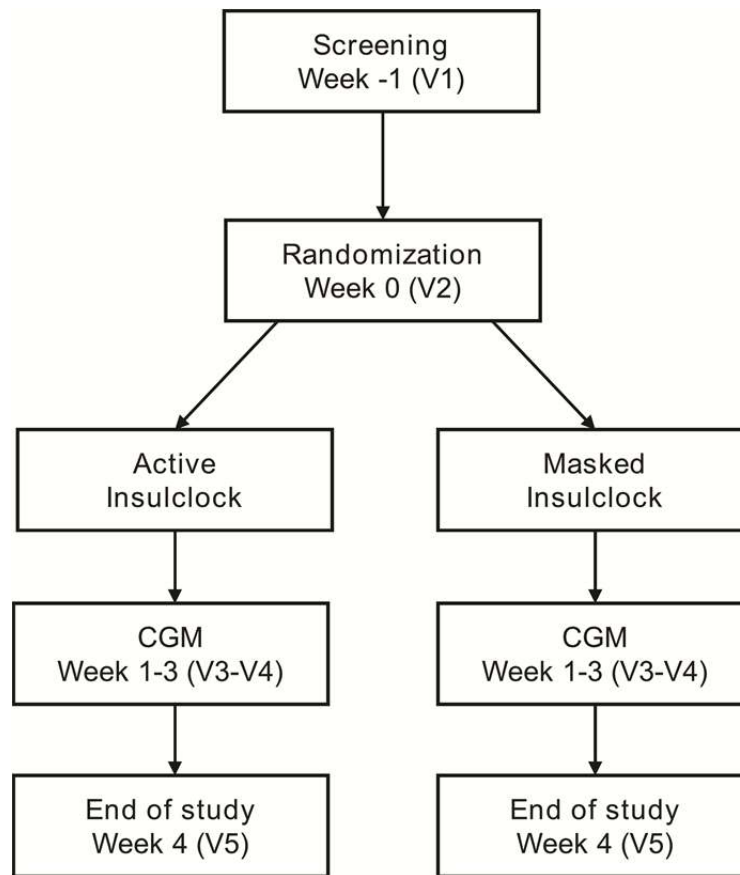 Screening
Week -1 (V1)
Randomization
Week 0 (V2)
Active
Insulclock
Masked
Insulclock
CGM
Week 1-3 (V3-V4)
CGM
Week 1-3 (V3-V4)
End of study
Week 4 (V5)
End of study
Week 4 (V5)